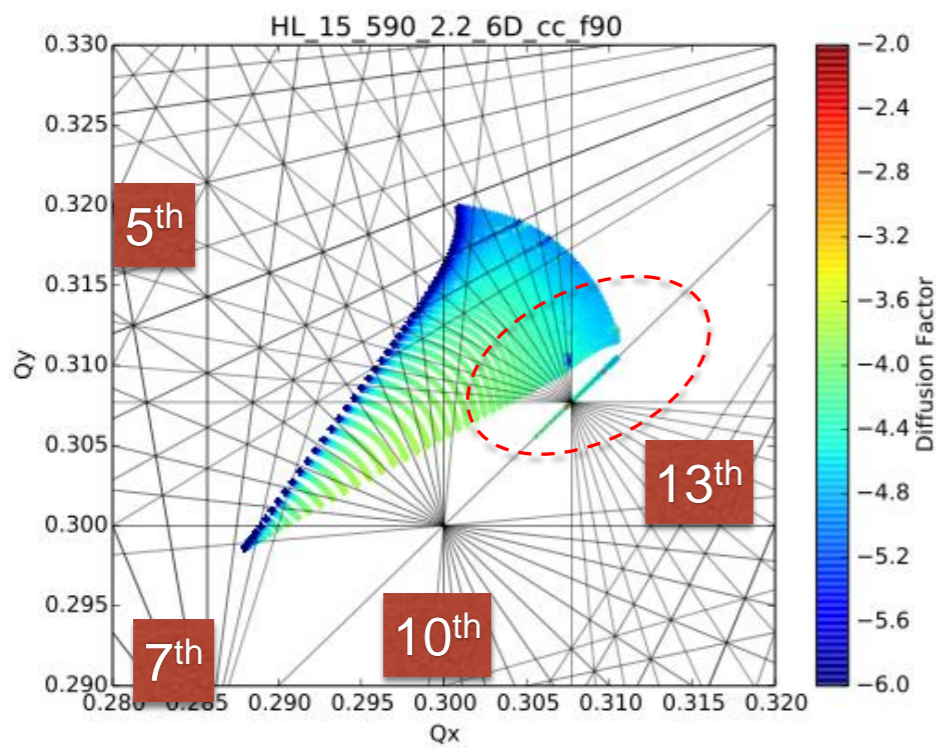 HL_15_590_2.2_6D_cc_f90
0.330
0.325
0.320
0.315
0.310
0.305
0.300
0.295
0.290
Qy
5th
13th
10th
7th
0.280 0.285 0.290 0.295 0.300 0.305 0.310 0.315 0.320
Qx
−2.0
−2.4
−2.8
−3.2
−3.6
−4.0
−4.4
−4.8
−5.2
−5.6
−6.0
Diffusion Factor